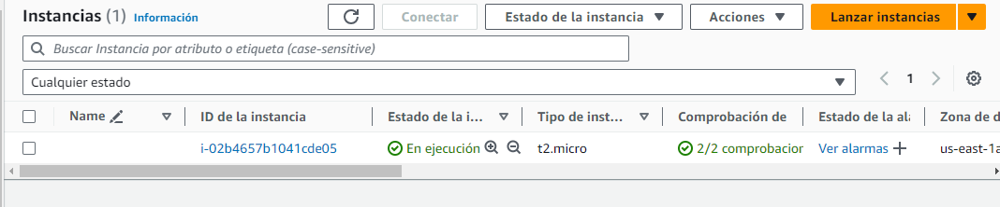 Instancias (1) Información Conectar Estado de la instancia Acciones Lanzar instancias
Buscar Instancia por atributo o etiqueta (case-sensitive)
Cualquier estado 1
Name ID de la instancia Estado de la i... Tipo de inst... Comprobación de Estado de la ala Zona de d
i-02b4657b1041cde05 En ejecución t2.micro 2/2 comprobacior Ver alarmas + us-east-1a